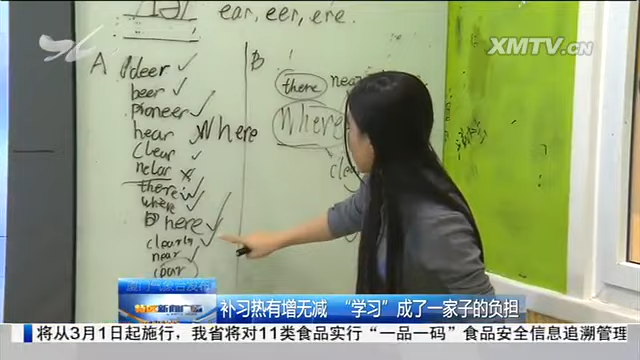 ear, eer, ere.
XMTV.CN
A
deer
beer
pioneer
hear
where
clear
near
there
where
here
clearly
near
B
there
near
Where
补习热有增无减 “学习”成了一家子的负担
将从3月1日起施行，我省将对11类食品实行“一品一码”食品安全信息追溯管理